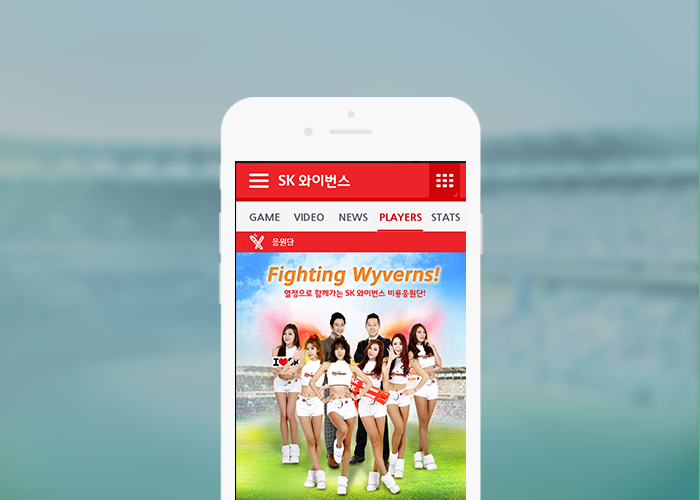 SK 와이번스
GAME VIDEO NEWS PLAYERS STATS
응원단
Fighting Wyverns!
열정으로 함께가는 SK 와이번스 비룡응원단!
I ♥ SK